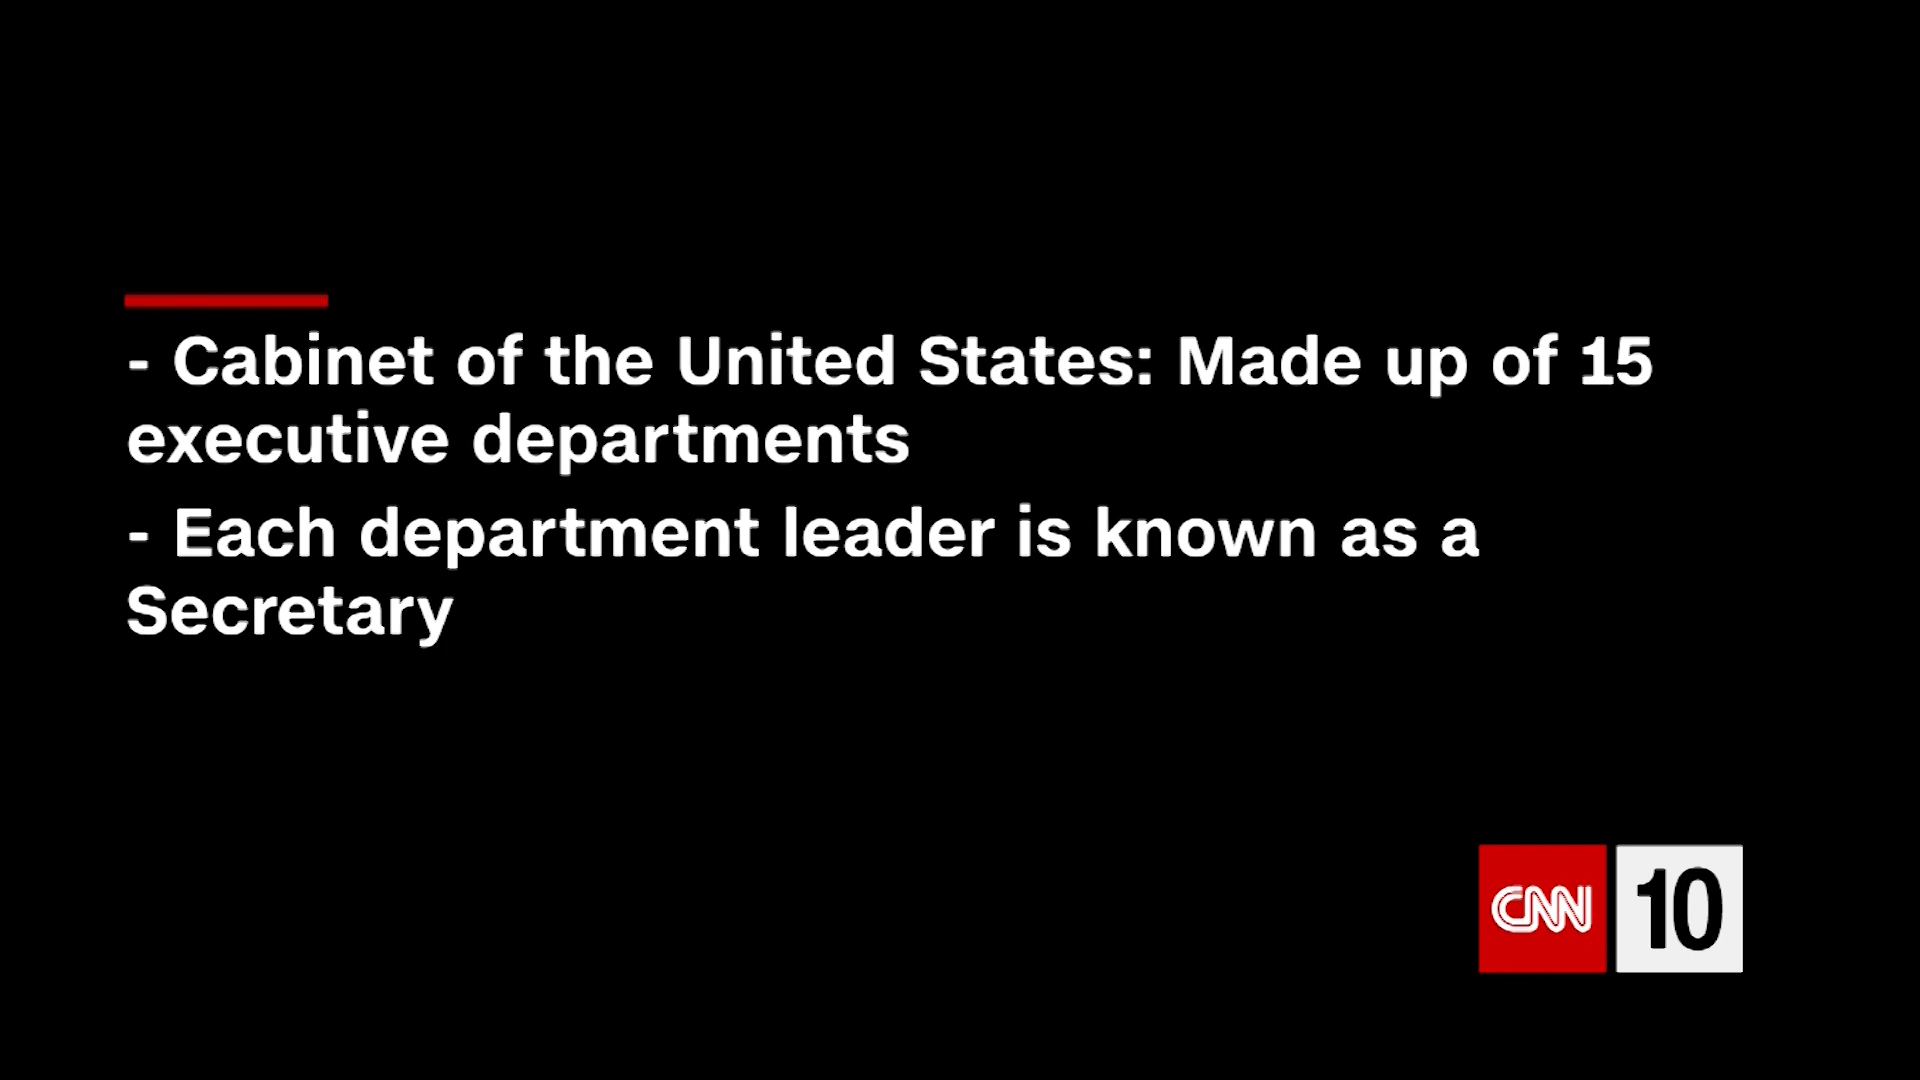 - Cabinet of the United States: Made up of 15
executive departments
- Each department leader is known as a
Secretary
CNN 10